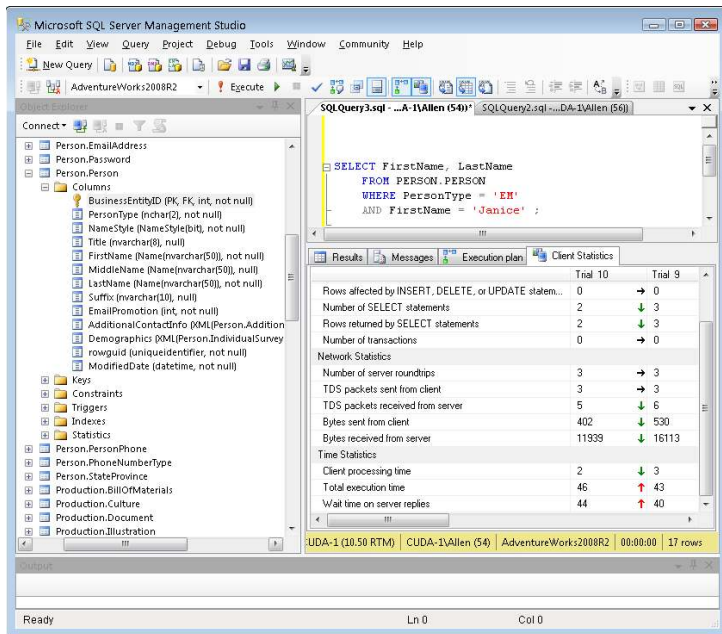 Microsoft SQL Server Management Studio
File Edit View Query Project Debug Tools Window Community Help
New Query
AdventureWorks2008R2 Execute
Object Explorer
SQLQuery3.sql - ...A-1\Allen (54))* SQLQuery2.sql -...DA-1\Allen (56))
Connect
Person.EmailAddress
Person.Password
Person.Person
Columns
BusinessEntityID (PK, FK, int, not null)
PersonType (nchar(2), not null)
NameStyle (NameStyle(bit), not null)
Title (nvarchar(8), null)
FirstName (Name(nvarchar(50)), not null)
MiddleName (Name(nvarchar(50)), null)
LastName (Name(nvarchar(50)), not null)
Suffix (nvarchar(10), null)
EmailPromotion (int, not null)
AdditionalContactInfo (XML(Person.Addition
Demographics (XML(Person.IndividualSurvey
rowguid (uniqueidentifier, not null)
ModifiedDate (datetime, not null)
Keys
Constraints
Triggers
Indexes
Statistics
Person.PersonPhone
Person.PhoneNumberType
Person.StateProvince
Production.BillOfMaterials
Production.Culture
Production.Document
Production.Illustration
SELECT FirstName, LastName
FROM PERSON.PERSON
WHERE PersonType = 'EM'
AND FirstName = 'Janice' ;
Results Messages Execution plan Client Statistics
Trial 10 Trial 9
Rows affected by INSERT, DELETE, or UPDATE statem... 0 → 0
Number of SELECT statements 2 ↓ 3
Rows returned by SELECT statements 2 ↓ 3
Number of transactions 0 → 0
Network Statistics
Number of server roundtrips 3 → 3
TDS packets sent from client 3 → 3
TDS packets received from server 5 ↓ 6
Bytes sent from client 402 ↓ 530
Bytes received from server 11939 ↓ 16113
Time Statistics
Client processing time 2 ↓ 3
Total execution time 46 ↑ 43
Wait time on server replies 44 ↑ 40
CUDA-1 (10.50 RTM) CUDA-1\Allen (54) AdventureWorks2008R2 00:00:00 17 rows
Output
Ready Ln 0 Col 0